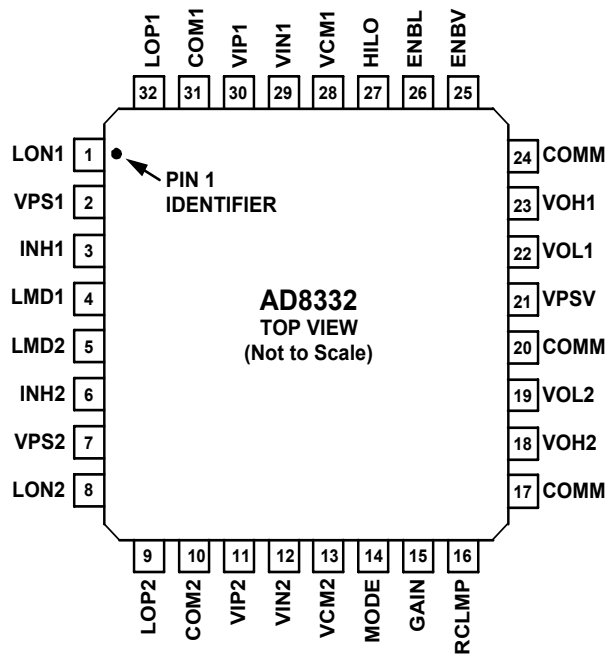 LOP1
COM1
VIP1
VIN1
VCM1
HILO
ENBL
ENBV
32
31
30
29
28
27
26
25
LON1 1
VPS1 2
INH1 3
LMD1 4
LMD2 5
INH2 6
VPS2 7
LON2 8
PIN 1
IDENTIFIER
AD8332
TOP VIEW
(Not to Scale)
24 COMM
23 VOH1
22 VOL1
21 VPSV
20 COMM
19 VOL2
18 VOH2
17 COMM
9
10
11
12
13
14
15
16
LOP2
COM2
VIP2
VIN2
VCM2
MODE
GAIN
RCLMP